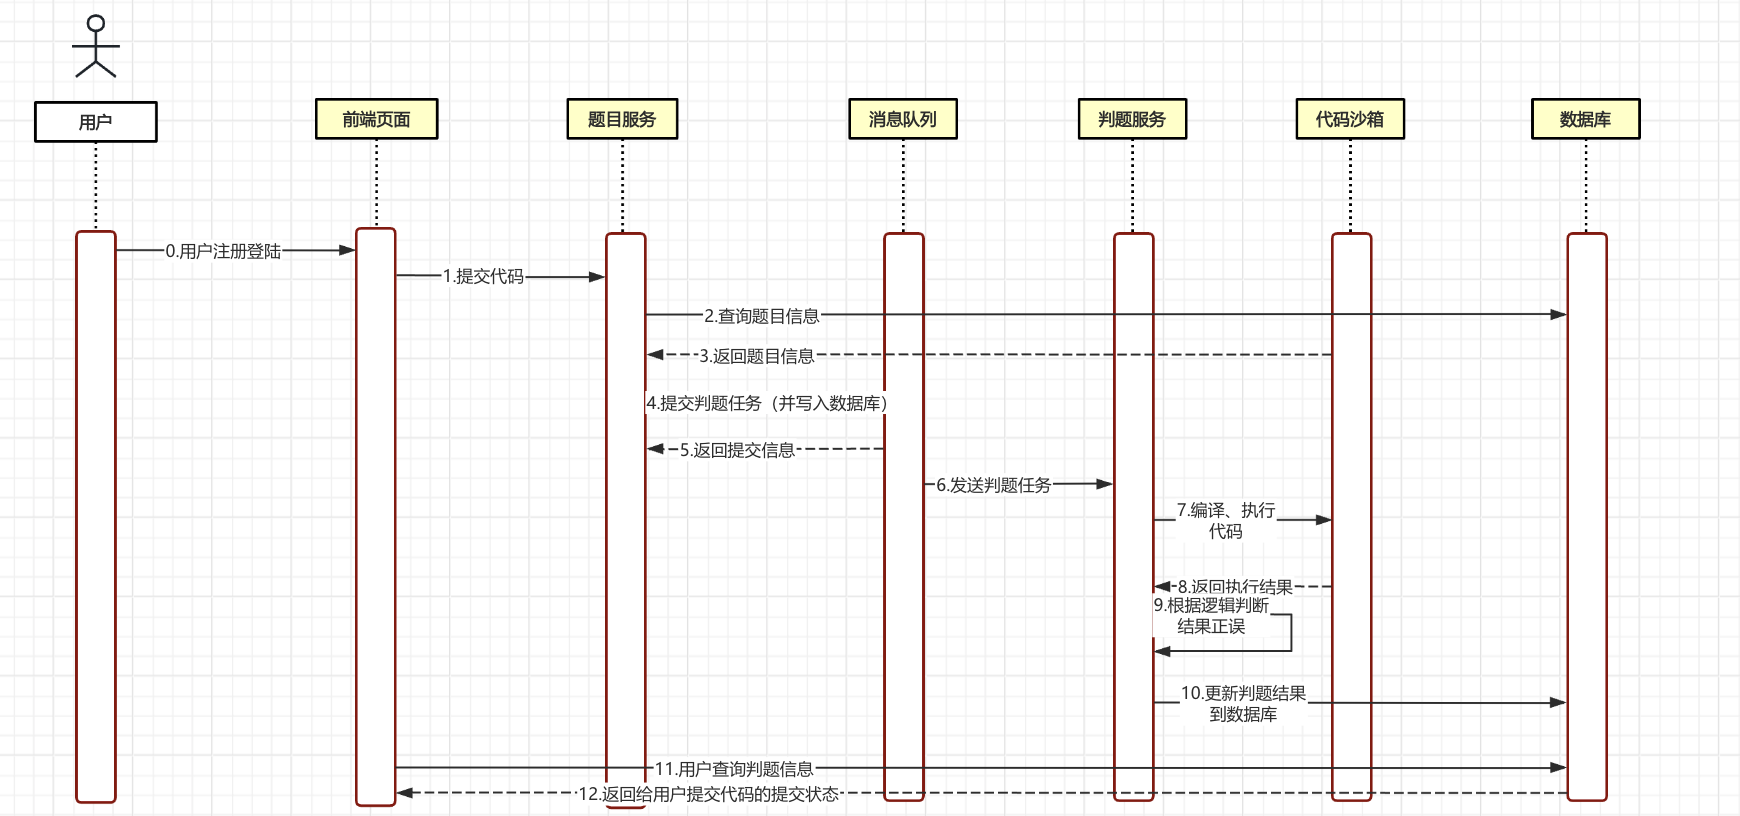 用户
前端页面
题目服务
消息队列
判题服务
代码沙箱
数据库
0.用户注册登陆
1.提交代码
2.查询题目信息
3.返回题目信息
4.提交判题任务（并写入数据库）
5.返回提交信息
6.发送判题任务
7.编译、执行
代码
8.返回执行结果
9.根据逻辑判断
结果正误
10.更新判题结果
到数据库
11.用户查询判题信息
12.返回给用户提交代码的提交状态